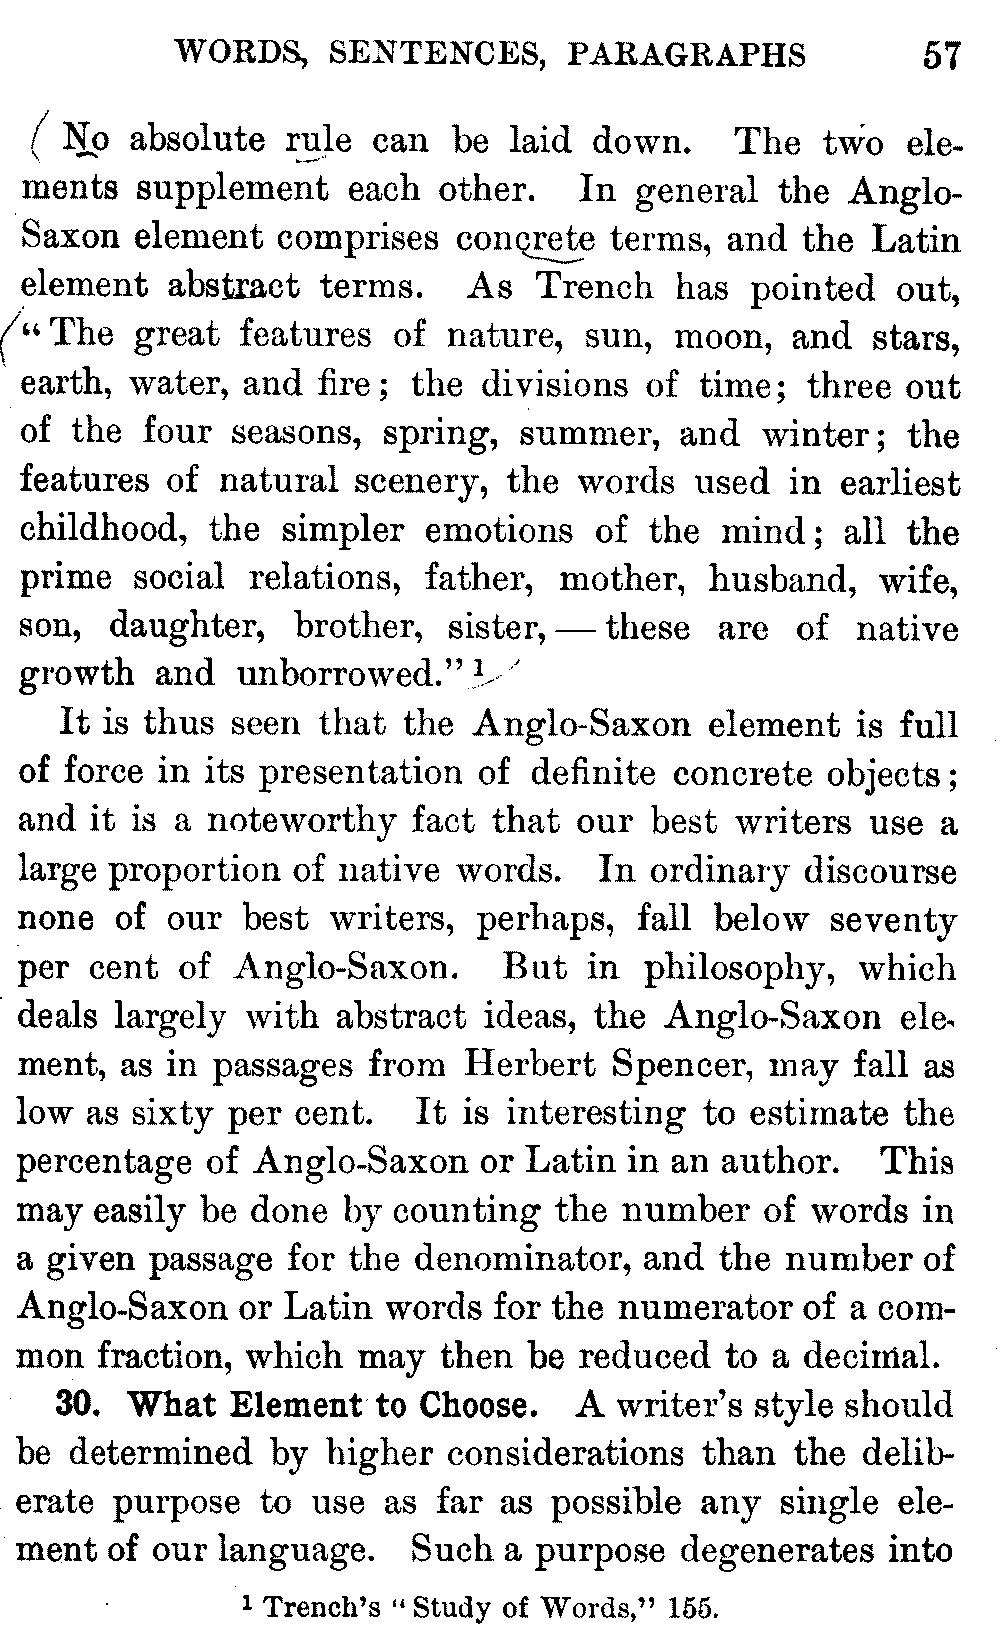 WORDS, SENTENCES, PARAGRAPHS 57
No absolute rule can be laid down. The two ele-
ments supplement each other. In general the Anglo-
Saxon element comprises concrete terms, and the Latin
element abstract terms. As Trench has pointed out,
“The great features of nature, sun, moon, and stars,
earth, water, and fire; the divisions of time; three out
of the four seasons, spring, summer, and winter; the
features of natural scenery, the words used in earliest
childhood, the simpler emotions of the mind; all the
prime social relations, father, mother, husband, wife,
son, daughter, brother, sister,—these are of native
growth and unborrowed.” ¹
It is thus seen that the Anglo-Saxon element is full
of force in its presentation of definite concrete objects;
and it is a noteworthy fact that our best writers use a
large proportion of native words. In ordinary discourse
none of our best writers, perhaps, fall below seventy
per cent of Anglo-Saxon. But in philosophy, which
deals largely with abstract ideas, the Anglo-Saxon ele-
ment, as in passages from Herbert Spencer, may fall as
low as sixty per cent. It is interesting to estimate the
percentage of Anglo-Saxon or Latin in an author. This
may easily be done by counting the number of words in
a given passage for the denominator, and the number of
Anglo-Saxon or Latin words for the numerator of a com-
mon fraction, which may then be reduced to a decimal.
30. What Element to Choose. A writer’s style should
be determined by higher considerations than the delib-
erate purpose to use as far as possible any single ele-
ment of our language. Such a purpose degenerates into
¹ Trench’s “Study of Words,” 155.